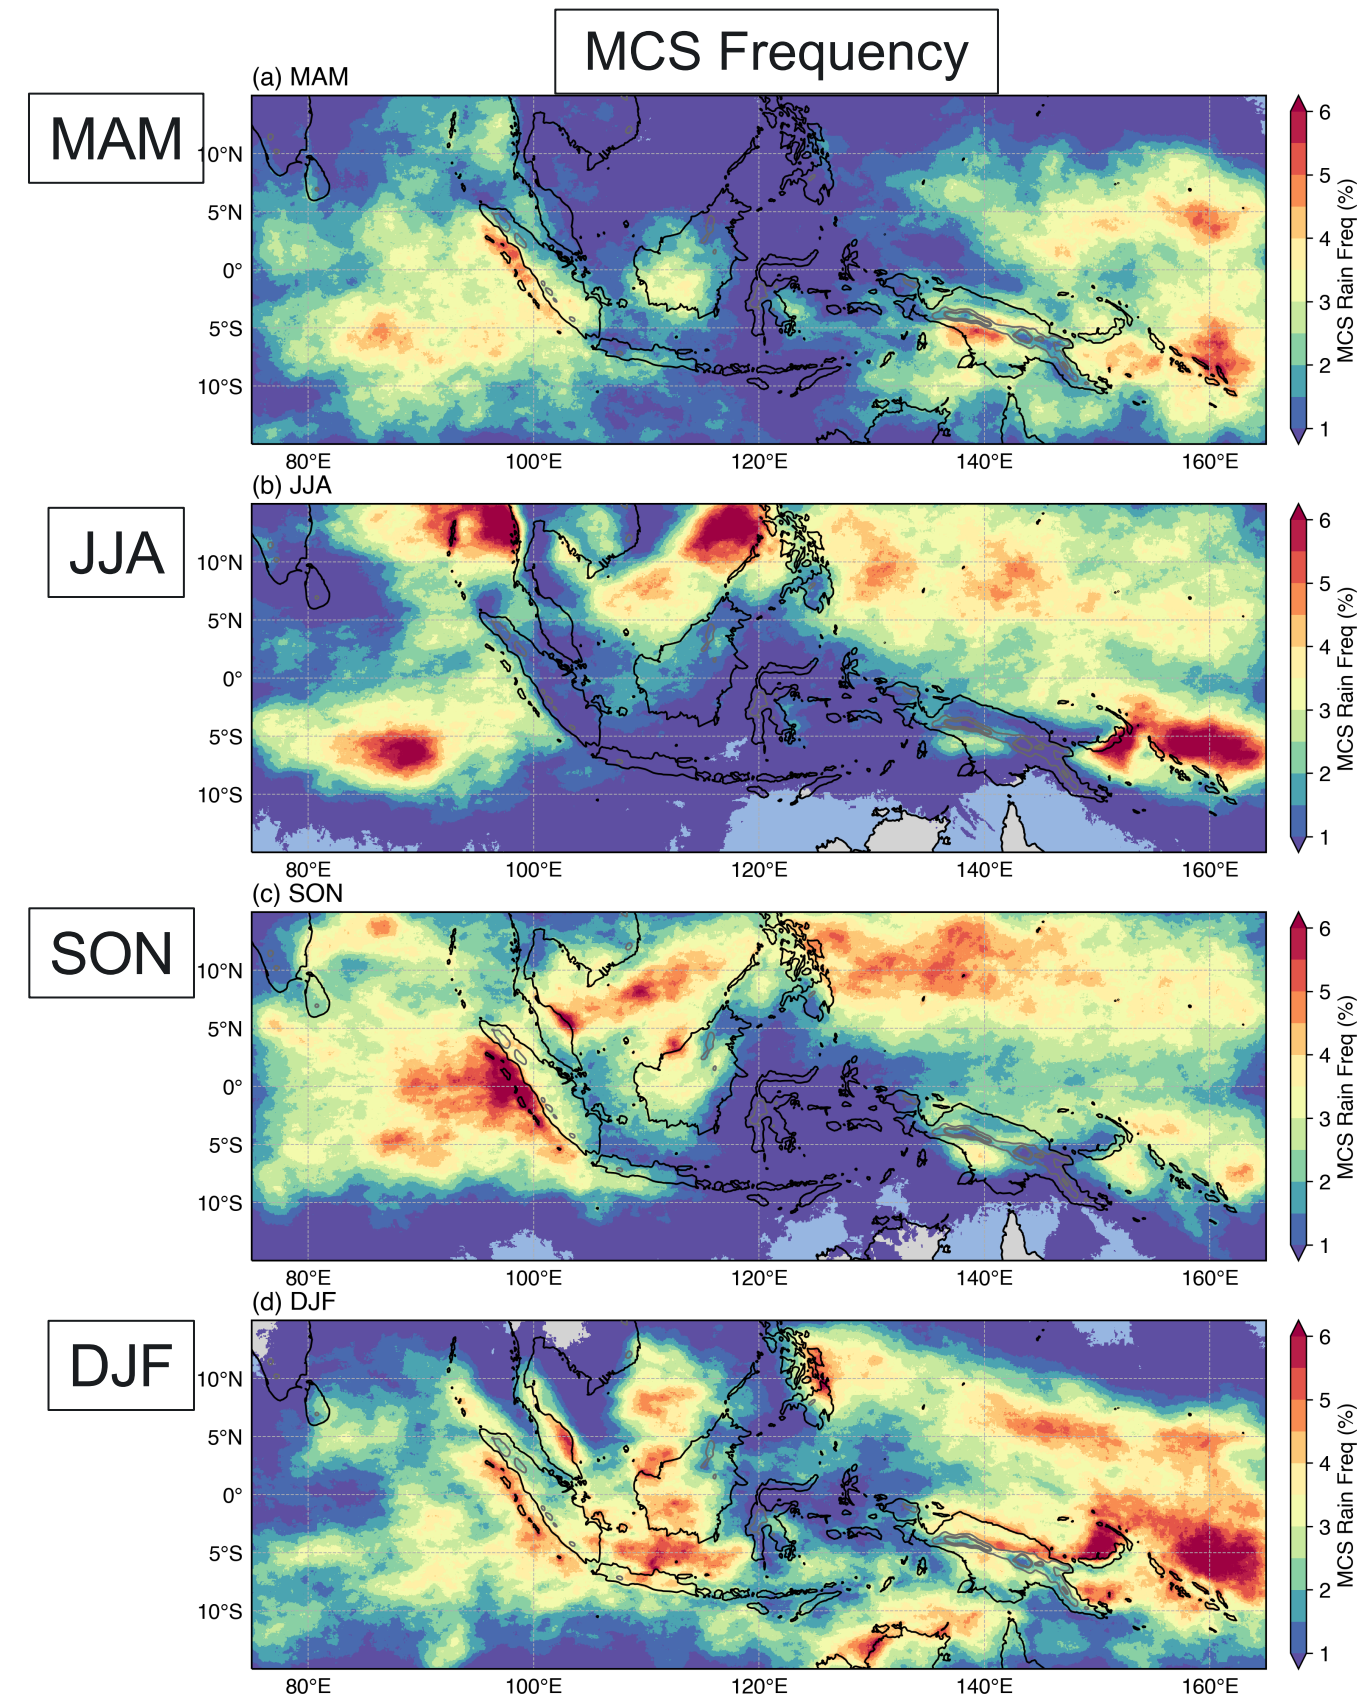 MCS Frequency
MAM
(a) MAM
10°N
5°N
0°
5°S
10°S
80°E 100°E 120°E 140°E 160°E
6
5
4
3
2
1
MCS Rain Freq (%)
JJA
(b) JJA
10°N
5°N
0°
5°S
10°S
80°E 100°E 120°E 140°E 160°E
6
5
4
3
2
1
MCS Rain Freq (%)
SON
(c) SON
10°N
5°N
0°
5°S
10°S
80°E 100°E 120°E 140°E 160°E
6
5
4
3
2
1
MCS Rain Freq (%)
DJF
(d) DJF
10°N
5°N
0°
5°S
10°S
80°E 100°E 120°E 140°E 160°E
6
5
4
3
2
1
MCS Rain Freq (%)